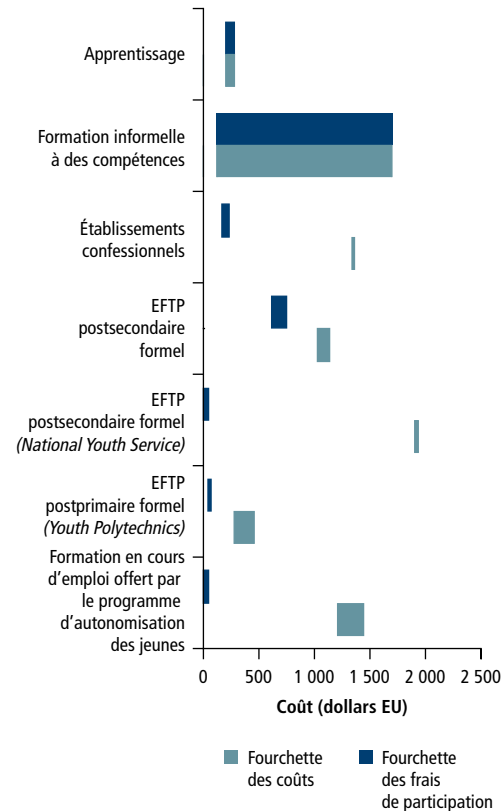 Apprentissage
Formation informelle
à des compétences
Établissements
confessionnels
EFTP
postsecondaire
formel
EFTP
postsecondaire formel
(National Youth Service)
EFTP
postprimaire formel
(Youth Polytechnics)
Formation en cours
d’emploi offert par
le programme
d’autonomisation
des jeunes
0 500 1 000 1 500 2 000 2 500
Coût (dollars EU)
Fourchette
des coûts
Fourchette
des frais
de participation